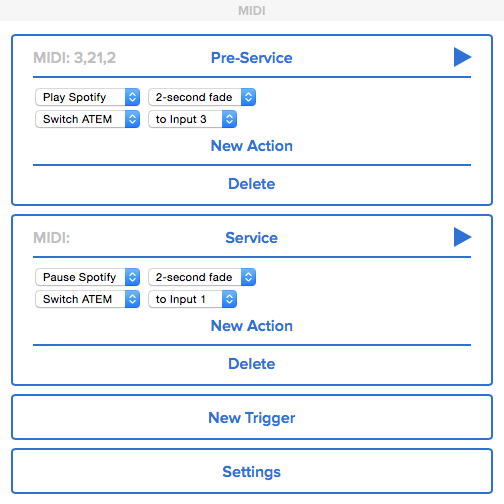 MIDI
MIDI: 3,21,2 Pre-Service
Play Spotify 2-second fade
Switch ATEM to Input 3
New Action
Delete
MIDI: Service
Pause Spotify 2-second fade
Switch ATEM to Input 1
New Action
Delete
New Trigger
Settings